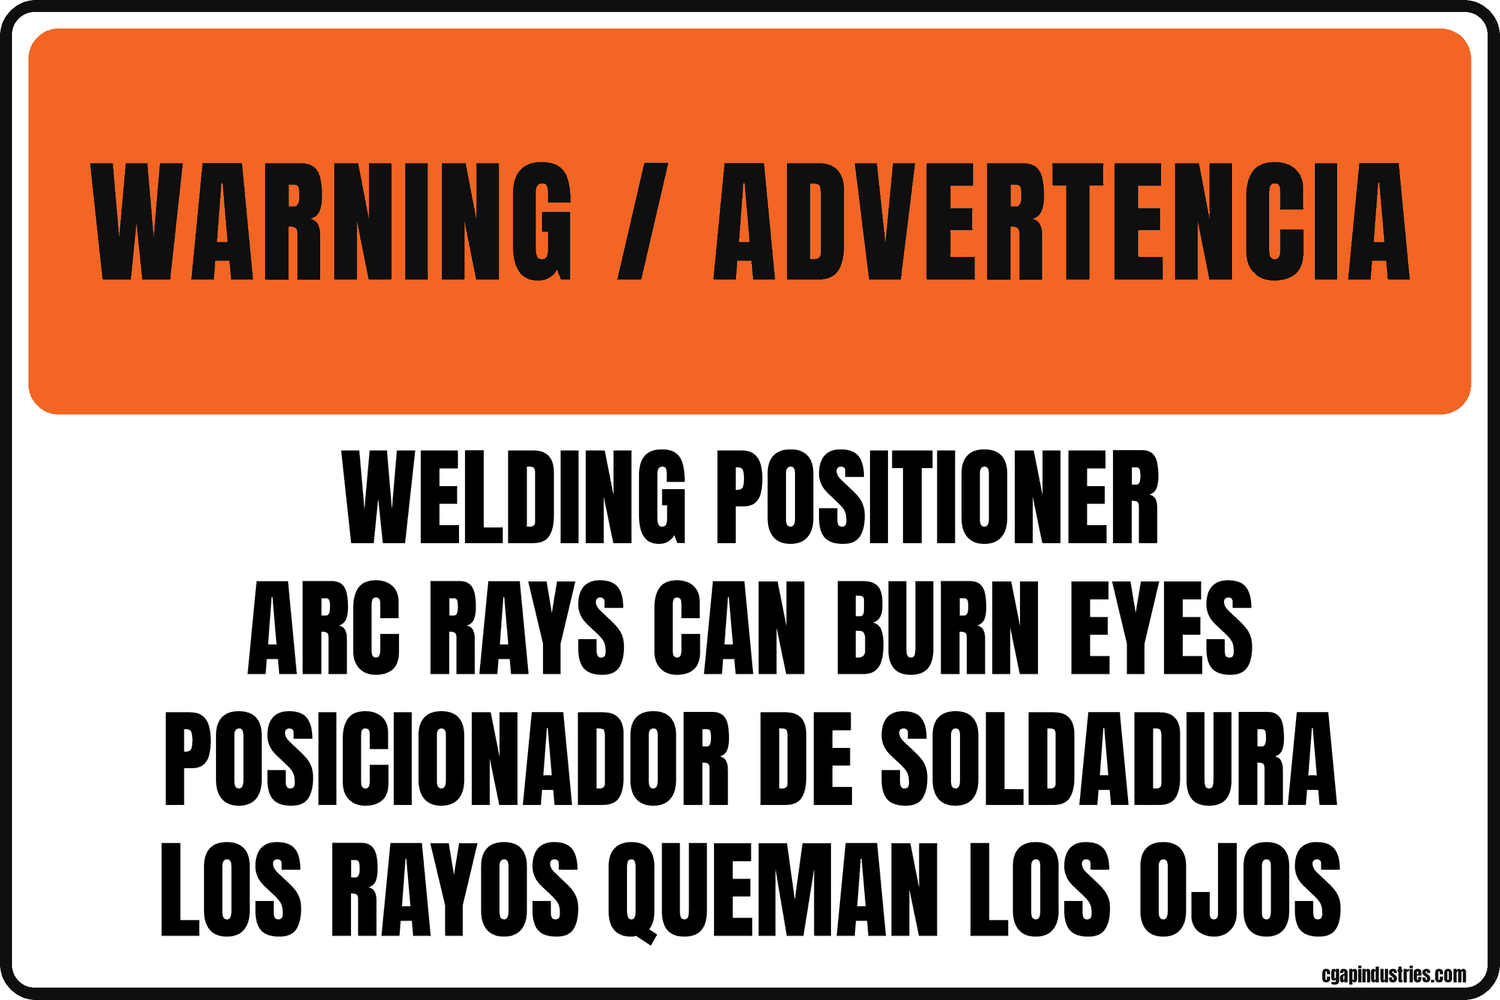 WARNING / ADVERTENCIA
WELDING POSITIONER
ARC RAYS CAN BURN EYES
POSICIONADOR DE SOLDADURA
LOS RAYOS QUEMAN LOS OJOS
cgapindustries.com